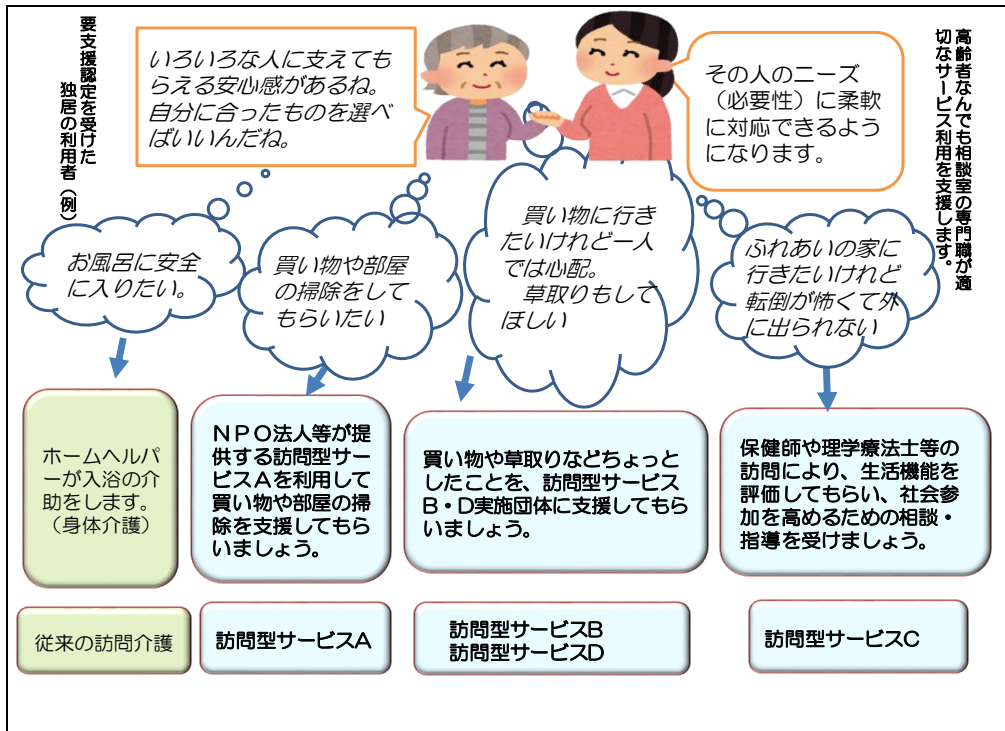 要支援認定を受けた
独居の利用者（例）
いろいろな人に支えても
らえる安心感があるね。
自分に合ったものを選べ
ばいいんだね。
その人のニーズ
（必要性）に柔軟
に対応できるよう
になります。
高齢者なんでも相談室の専門職が適
切なサービス利用を支援します。
お風呂に安全
に入りたい。
買い物や部屋
の掃除をして
もらいたい
買い物に行き
たいけれど一人
では心配。
草取りもして
ほしい
ふれあいの家に
行きたいけれど
転倒が怖くて外
に出られない
ホームヘルパ
ーが入浴の介
助をします。
（身体介護）
ＮＰＯ法人等が提
供する訪問型サー
ビスＡを利用して
買い物や部屋の掃
除を支援してもら
いましょう。
買い物や草取りなどちょっと
したことを、訪問型サービス
Ｂ・Ｄ実施団体に支援してもら
いましょう。
保健師や理学療法士等の
訪問により、生活機能を
評価してもらい、社会参
加を高めるための相談・
指導を受けましょう。
従来の訪問介護
訪問型サービスＡ
訪問型サービスＢ
訪問型サービスＤ
訪問型サービスＣ